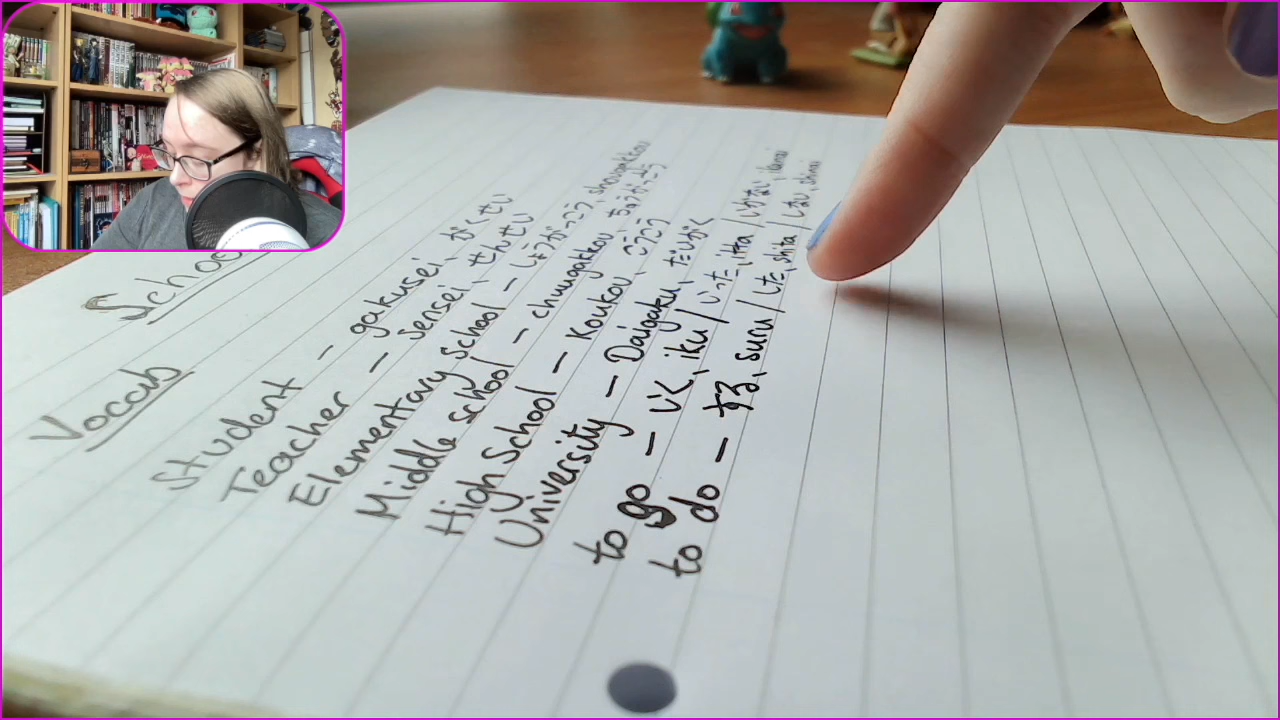 School
Vocab
Student - gakusei、がくせい
Teacher - Sensei、せんせい
Elementary School - しょうがっこう、shougakkou
Middle school - chuugakkou、ちゅうがっこう
High School - Koukou、こうこう
University - Daigaku、だいがく
to go - いく、iku / いった、itta / いかない、ikanai
to do - する、suru / した、shita / しない、shinai